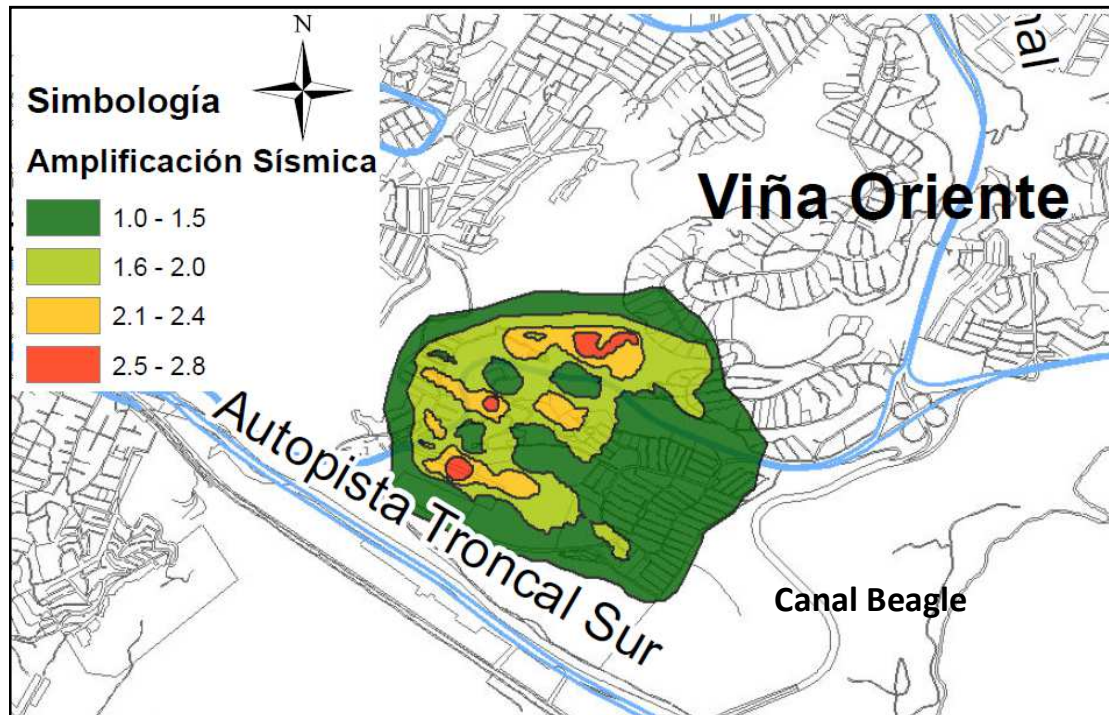 N
Simbología
Amplificación Sísmica
1.0 - 1.5
1.6 - 2.0
2.1 - 2.4
2.5 - 2.8
Viña Oriente
Autopista Troncal Sur
Canal Beagle